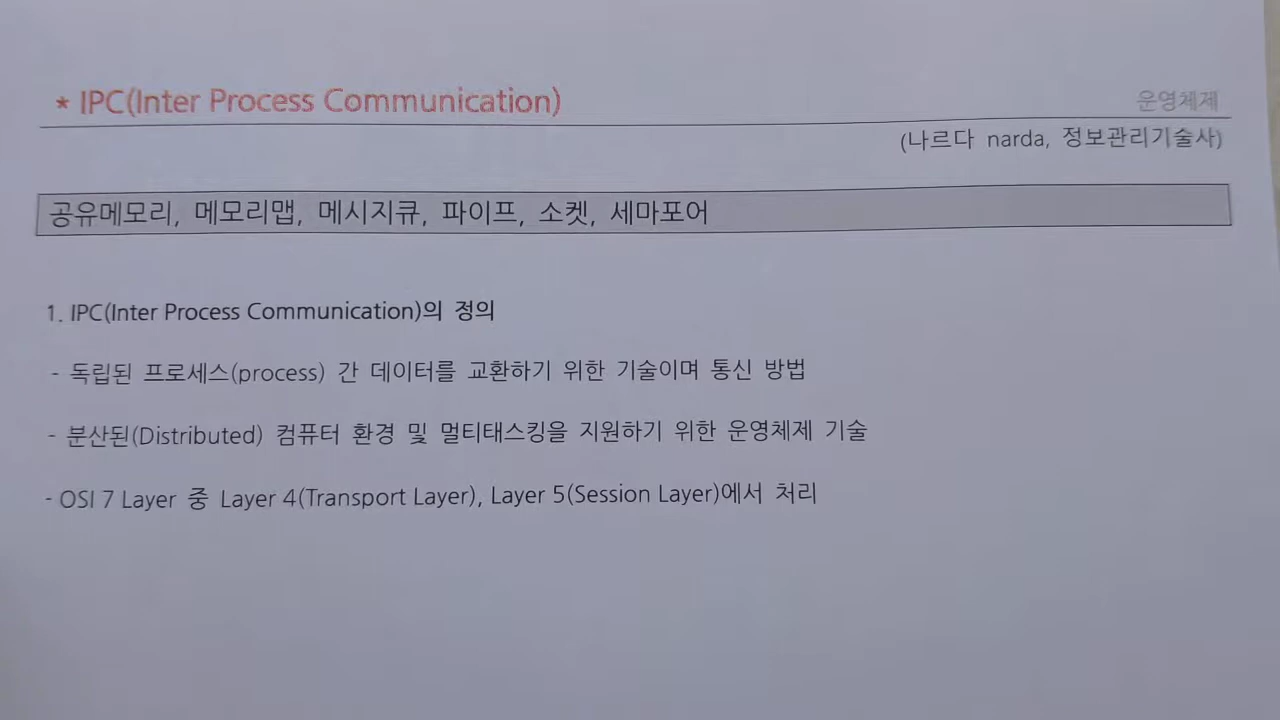 * IPC(Inter Process Communication)
운영체제
(나르다 narda, 정보관리기술사)
공유메모리, 메모리맵, 메시지큐, 파이프, 소켓, 세마포어
1. IPC(Inter Process Communication)의 정의
- 독립된 프로세스(process) 간 데이터를 교환하기 위한 기술이며 통신 방법
- 분산된(Distributed) 컴퓨터 환경 및 멀티태스킹을 지원하기 위한 운영체제 기술
- OSI 7 Layer 중 Layer 4(Transport Layer), Layer 5(Session Layer)에서 처리